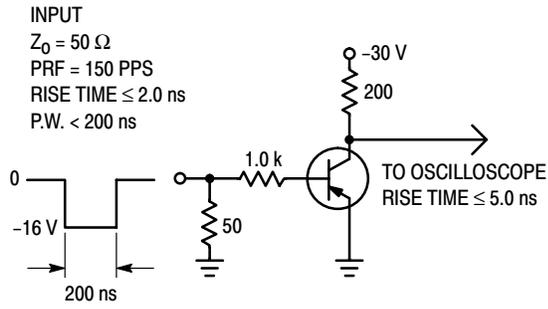 INPUT
Z₀ = 50 Ω
PRF = 150 PPS
RISE TIME ≤ 2.0 ns
P.W. < 200 ns
–30 V
200
1.0 k
TO OSCILLOSCOPE
RISE TIME ≤ 5.0 ns
0
–16 V
50
200 ns